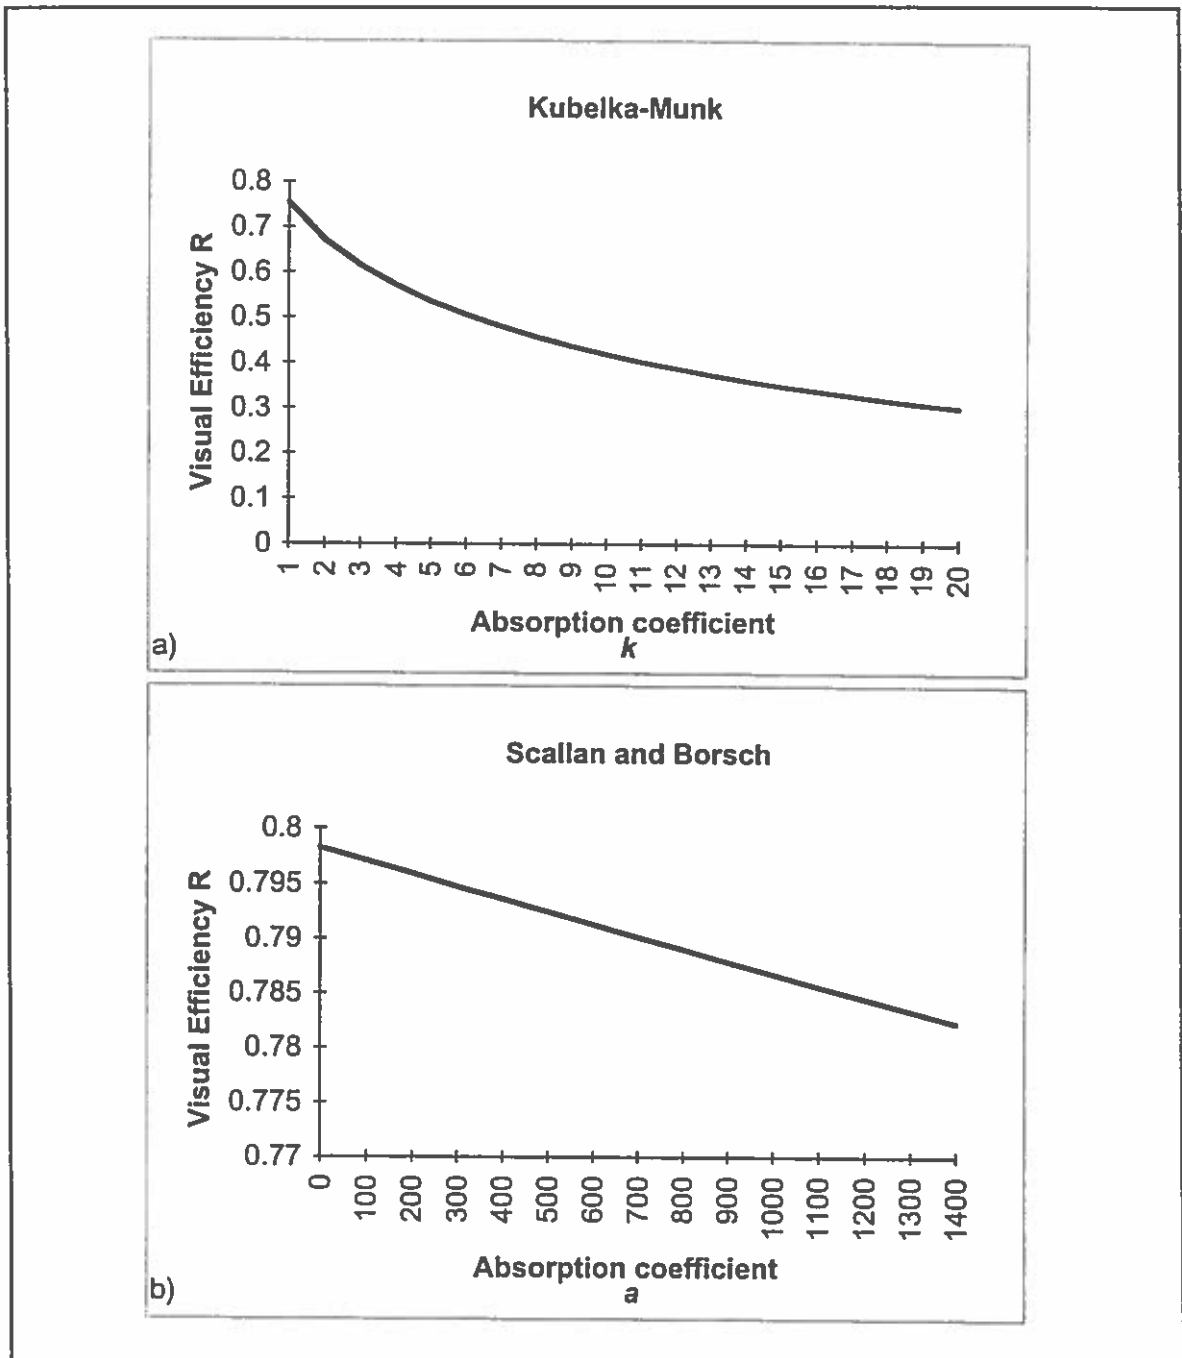 Kubelka-Munk
Visual Efficiency R
0.8
0.7
0.6
0.5
0.4
0.3
0.2
0.1
0
1 2 3 4 5 6 7 8 9 10 11 12 13 14 15 16 17 18 19 20
Absorption coefficient
k
a)
Scallan and Borsch
Visual Efficiency R
0.8
0.795
0.79
0.785
0.78
0.775
0.77
0 100 200 300 400 500 600 700 800 900 1000 1100 1200 1300 1400
Absorption coefficient
a
b)